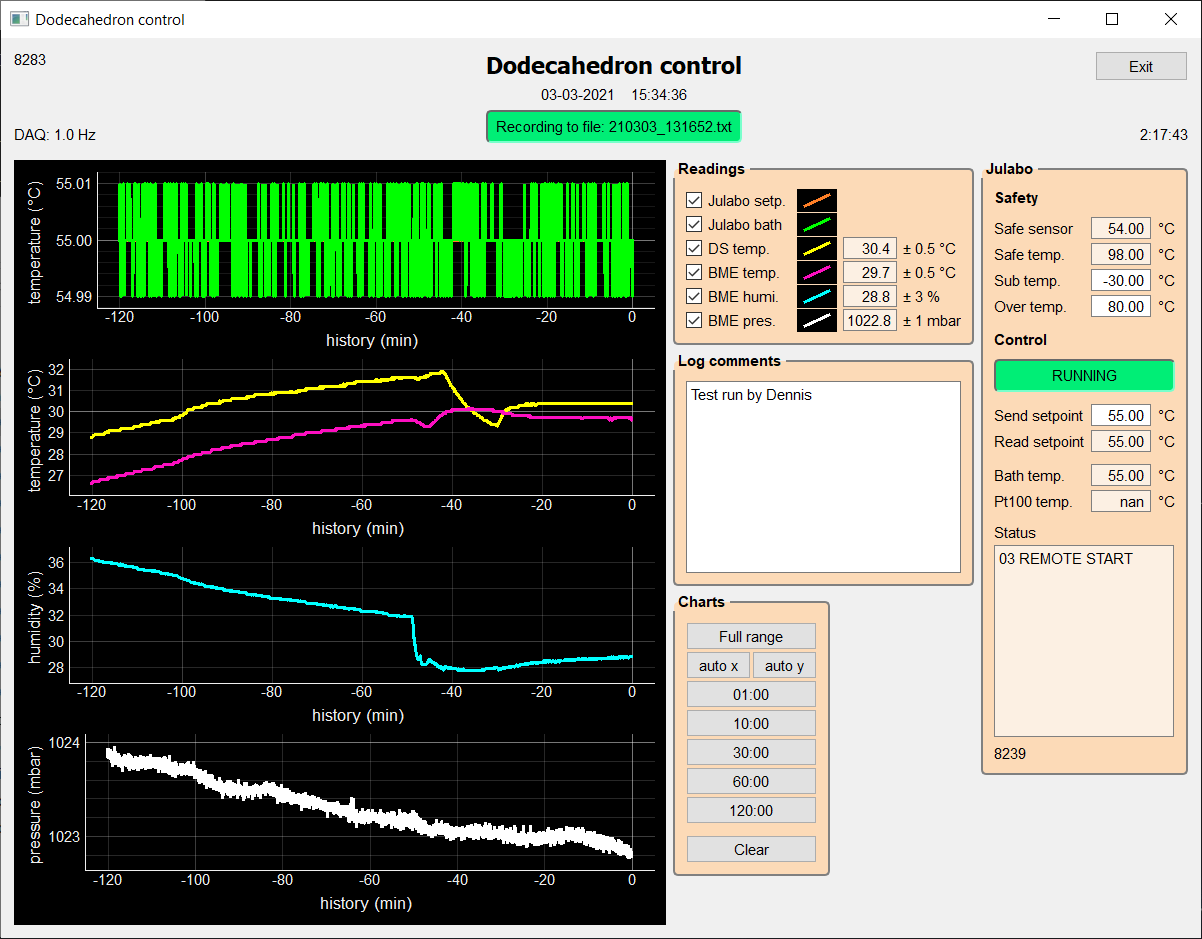 Dodecahedron control
8283
Dodecahedron control
Exit
03-03-2021 15:34:36
Recording to file: 210303_131652.txt
DAQ: 1.0 Hz
2:17:43
temperature (°C)
55.01
55.00
54.99
-120 -100 -80 -60 -40 -20 0
history (min)
temperature (°C)
32
31
30
29
28
27
-120 -100 -80 -60 -40 -20 0
history (min)
humidity (%)
36
34
32
30
28
-120 -100 -80 -60 -40 -20 0
history (min)
pressure (mbar)
1024
1023
-120 -100 -80 -60 -40 -20 0
history (min)
Readings
Julabo setp.
Julabo bath
DS temp. 30.4 ± 0.5 °C
BME temp. 29.7 ± 0.5 °C
BME humi. 28.8 ± 3 %
BME pres. 1022.8 ± 1 mbar
Log comments
Test run by Dennis
Charts
Full range
auto x auto y
01:00
10:00
30:00
60:00
120:00
Clear
Julabo
Safety
Safe sensor 54.00 °C
Safe temp. 98.00 °C
Sub temp. -30.00 °C
Over temp. 80.00 °C
Control
RUNNING
Send setpoint 55.00 °C
Read setpoint 55.00 °C
Bath temp. 55.00 °C
Pt100 temp. nan °C
Status
03 REMOTE START
8239